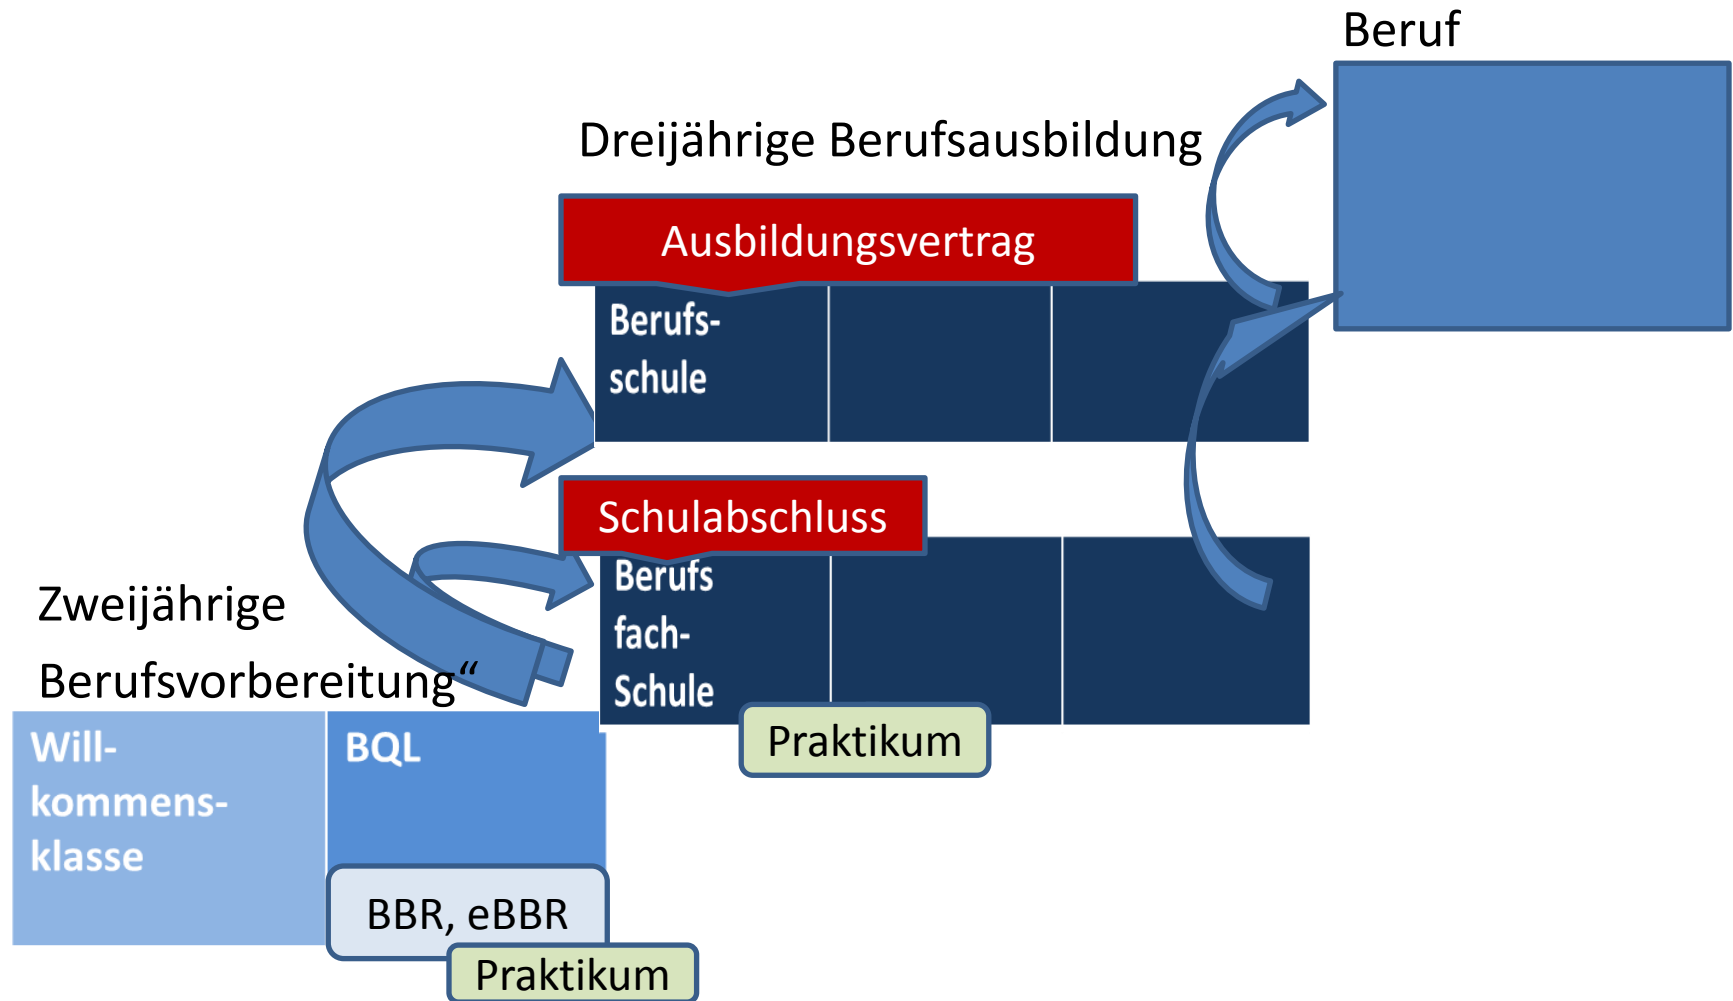 Beruf
Dreijährige Berufsausbildung
Ausbildungsvertrag
Berufs-
schule
Schulabschluss
Berufs
fach-
Schule
Praktikum
Zweijährige
Berufsvorbereitung“
Will-
kommens-
klasse
BQL
BBR, eBBR
Praktikum